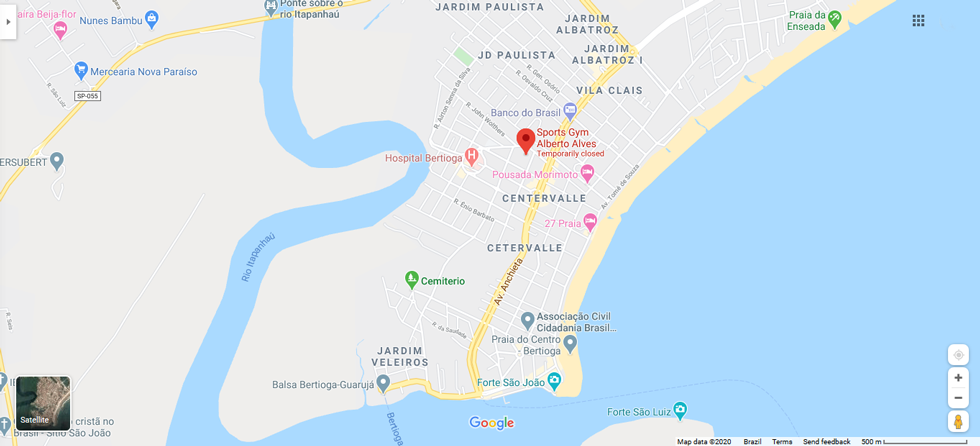 aira Beija-flor
Nunes Bambu
Ponte sobre o
rio Itapanhaú
JARDIM PAULISTA
JARDIM
ALBATROZ
Praia da
Enseada
JD PAULISTA
JARDIM
ALBATROZ I
Mercearia Nova Paraíso
R. São Luiz
SP-055
R. Airton Senna da Silva
R. Gen. Osório
R. Osvaldo Cruz
VILA CLAIS
R. John Wolthers
Banco do Brasil
Sports Gym
Alberto Alves
Temporarily closed
ERSUBERT
Hospital Bertioga
Pousada Morimoto
Av. Tomé de Souza
CENTERVALLE
R. Enio Barbato
27 Praia
Rio Itapanhaú
CETERVALLE
Av. Anchieta
Cemiterio
Associação Civil
Cidadania Brasil...
R. da Saudade
Praia do Centro
- Bertioga
JARDIM
VELEIROS
Balsa Bertioga-Guarujá
Forte São João
Forte São Luiz
Bertioga
Satellite
o cristã no
Brasil - Sítio São João
Google
Map data ©2020 Brazil Terms Send feedback 500 m